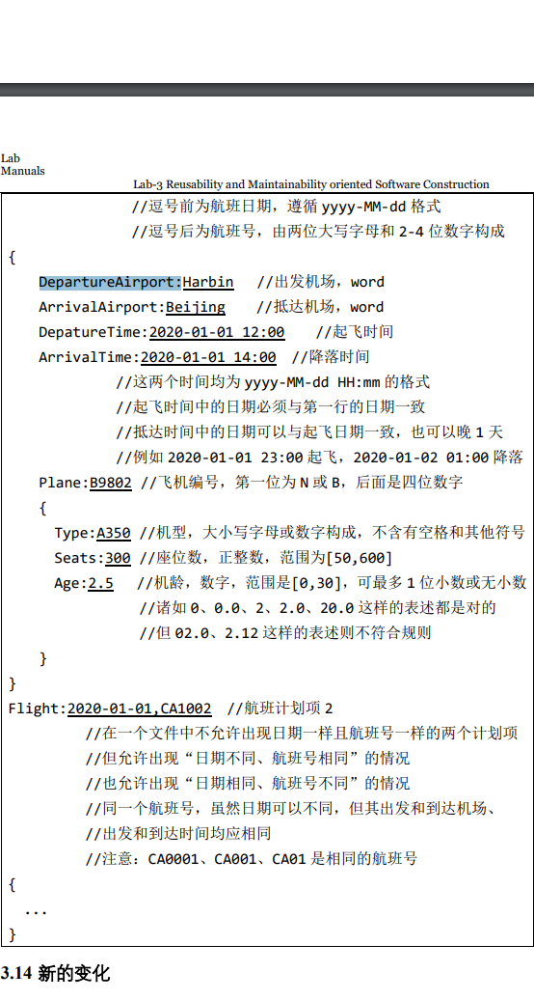 Lab
Manuals
Lab-3 Reusability and Maintainability oriented Software Construction
//逗号前为航班日期，遵循 yyyy-MM-dd 格式
//逗号后为航班号，由两位大写字母和 2-4 位数字构成
{
DepartureAirport:Harbin //出发机场，word
ArrivalAirport:Beijing //抵达机场，word
DepatureTime:2020-01-01 12:00 //起飞时间
ArrivalTime:2020-01-01 14:00 //降落时间
//这两个时间均为 yyyy-MM-dd HH:mm 的格式
//起飞时间中的日期必须与第一行的日期一致
//抵达时间中的日期可以与起飞日期一致，也可以晚 1 天
//例如 2020-01-01 23:00 起飞，2020-01-02 01:00 降落
Plane:B9802 //飞机编号，第一位为 N 或 B，后面是四位数字
{
Type:A350 //机型，大小写字母或数字构成，不含有空格和其他符号
Seats:300 //座位数，正整数，范围为[50,600]
Age:2.5 //机龄，数字，范围是[0,30]，可最多 1 位小数或无小数
//诸如 0、0.0、2、2.0、20.0 这样的表述都是对的
//但 02.0、2.12 这样的表述则不符合规则
}
}
Flight:2020-01-01,CA1002 //航班计划项 2
//在一个文件中不允许出现日期一样且航班号一样的两个计划项
//但允许出现“日期不同、航班号相同”的情况
//也允许出现“日期相同、航班号不同”的情况
//同一个航班号，虽然日期可以不同，但其出发和到达机场、
//出发和到达时间均应相同
//注意：CA0001、CA001、CA01 是相同的航班号
{
...
}
3.14 新的变化